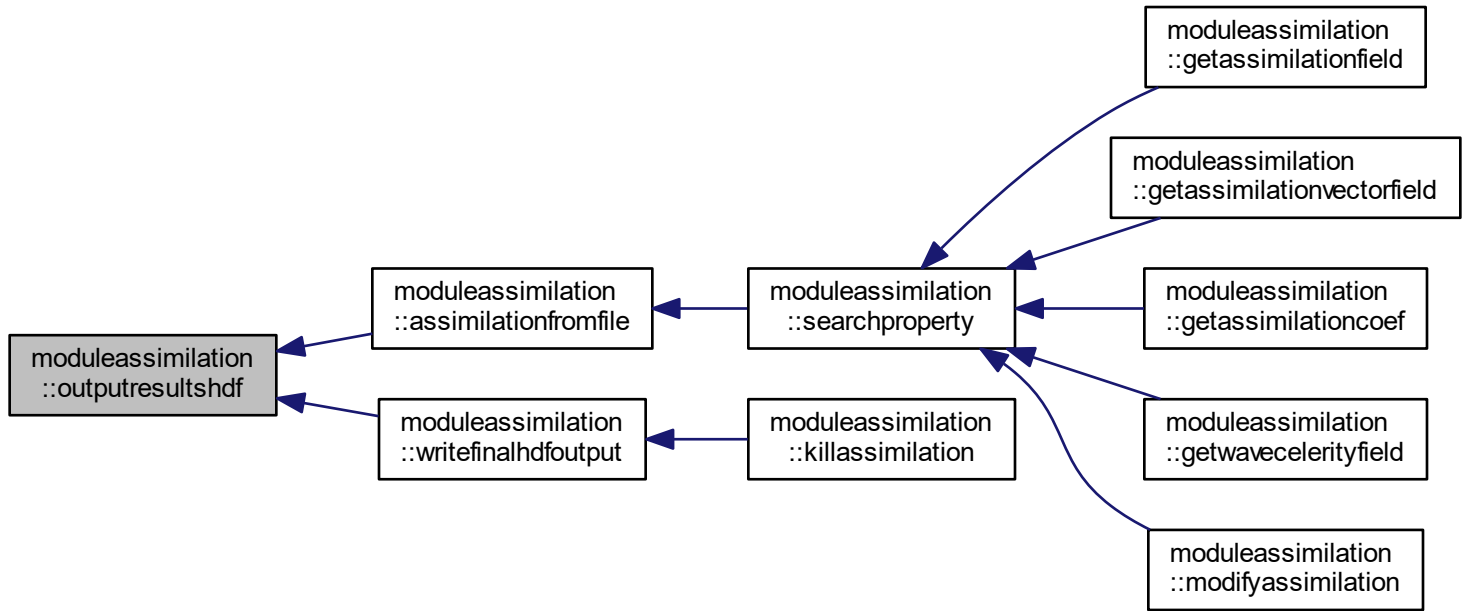 moduleassimilation
::outputresultshdf
moduleassimilation
::assimilationfromfile
moduleassimilation
::writefinalhdfoutput
moduleassimilation
::searchproperty
moduleassimilation
::killassimilation
moduleassimilation
::getassimilationfield
moduleassimilation
::getassimilationvectorfield
moduleassimilation
::getassimilationcoef
moduleassimilation
::getwavecelerityfield
moduleassimilation
::modifyassimilation